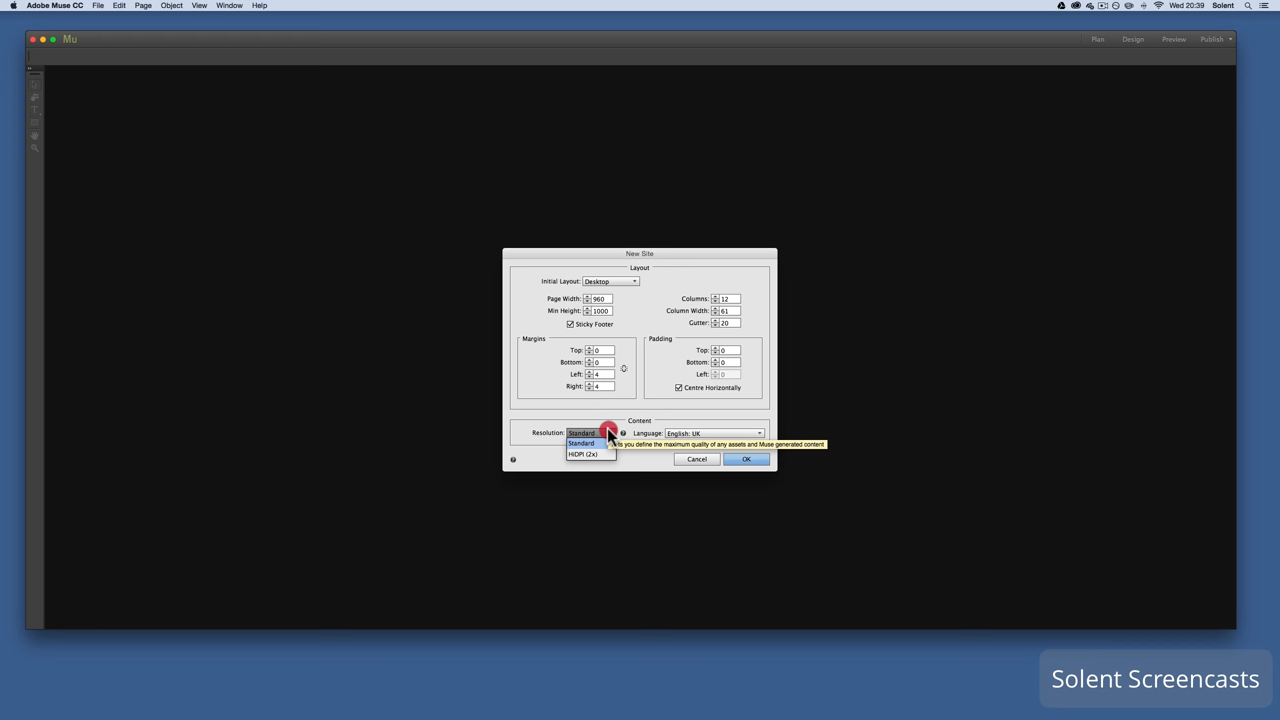 Adobe Muse CC File Edit Page Object View Window Help Wed 20:39 Solent
Mu Plan Design Preview Publish
T
New Site
Layout
Initial Layout: Desktop
Page Width: 960 Columns: 12
Min Height: 1000 Column Width: 61
Sticky Footer Gutter: 20
Margins Padding
Top: 0 Top: 0
Bottom: 0 Bottom: 0
Left: 4 Left: 0
Right: 4 Centre Horizontally
Content
Resolution: Standard Language: English: UK
Standard ets you define the maximum quality of any assets and Muse generated content
HiDPI (2x)
Cancel OK
Solent Screencasts